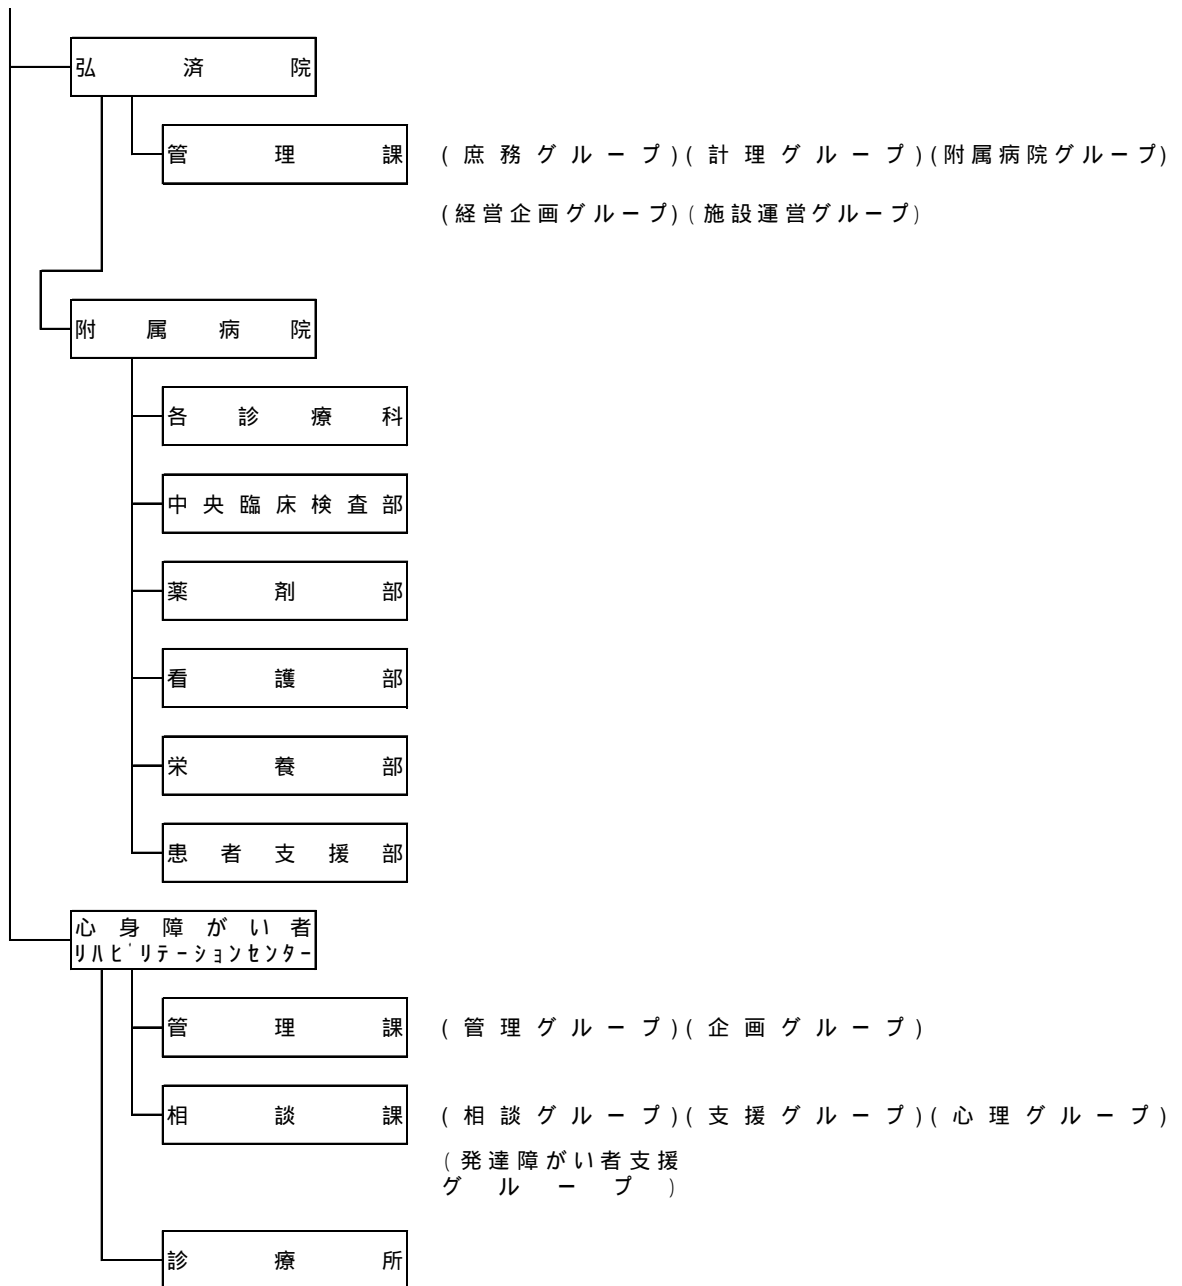 弘済院
管理課 (庶務グループ)(計理グループ)(附属病院グループ)
(経営企画グループ)(施設運営グループ)
附属病院
各診療科
中央臨床検査部
薬剤部
看護部
栄養部
患者支援部
心身障がい者
リハビリテーションセンター
管理課 (管理グループ)(企画グループ)
相談課 (相談グループ)(支援グループ)(心理グループ)
(発達障がい者支援
グループ)
診療所